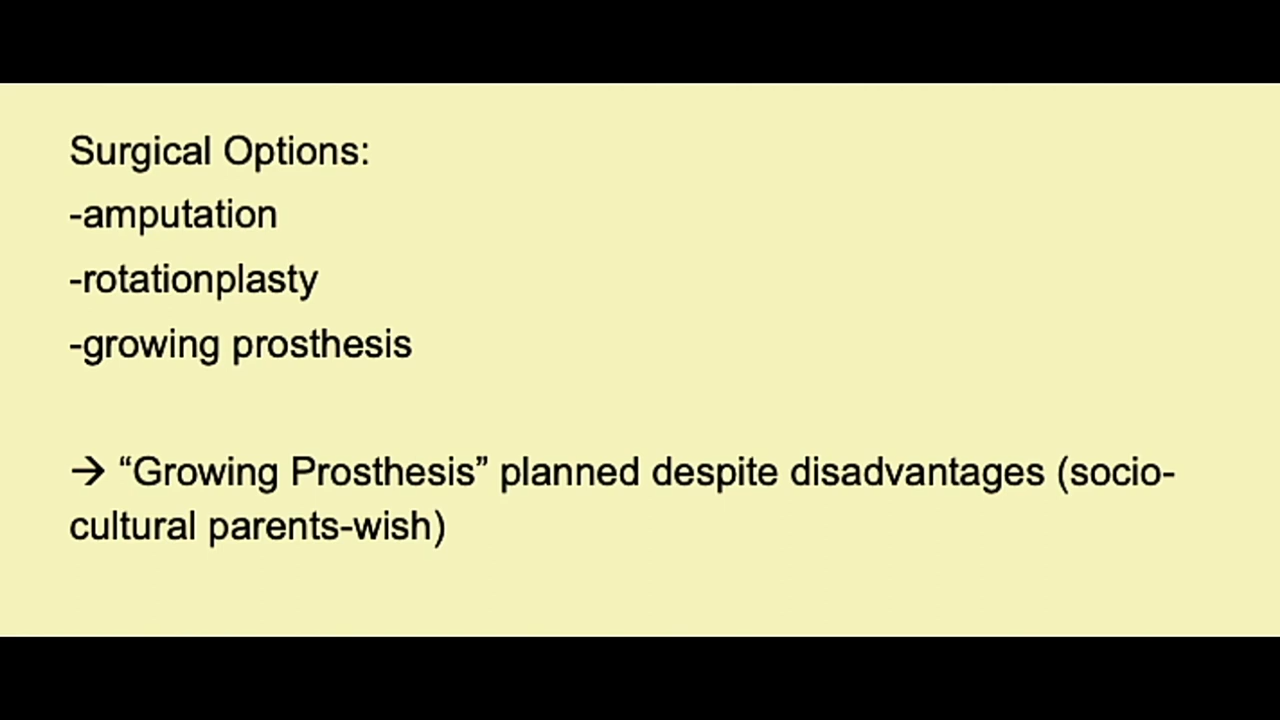 Surgical Options:
-amputation
-rotationplasty
-growing prosthesis
→ “Growing Prosthesis” planned despite disadvantages (socio-
cultural parents-wish)